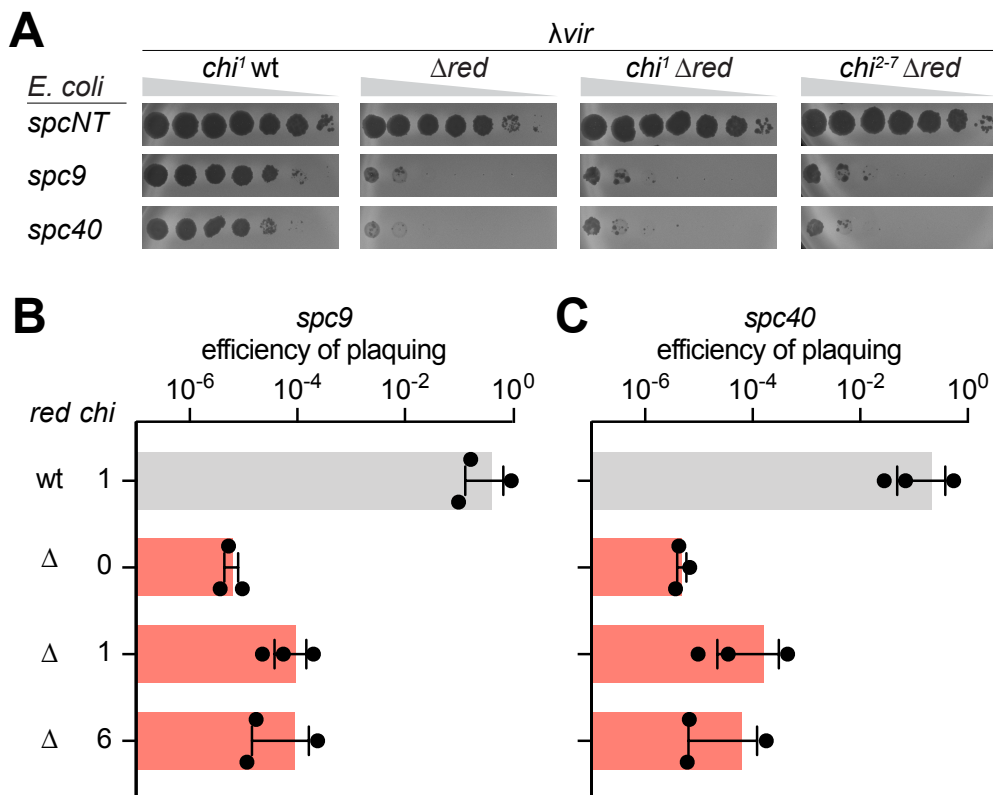 A
λvir
E. coli
chi¹ wt
Δred
chi¹ Δred
chi²⁻⁷ Δred
spcNT
spc9
spc40
B
spc9
efficiency of plaquing
10⁻⁶ 10⁻⁴ 10⁻² 10⁰
red chi
wt 1
Δ 0
Δ 1
Δ 6
C
spc40
efficiency of plaquing
10⁻⁶ 10⁻⁴ 10⁻² 10⁰